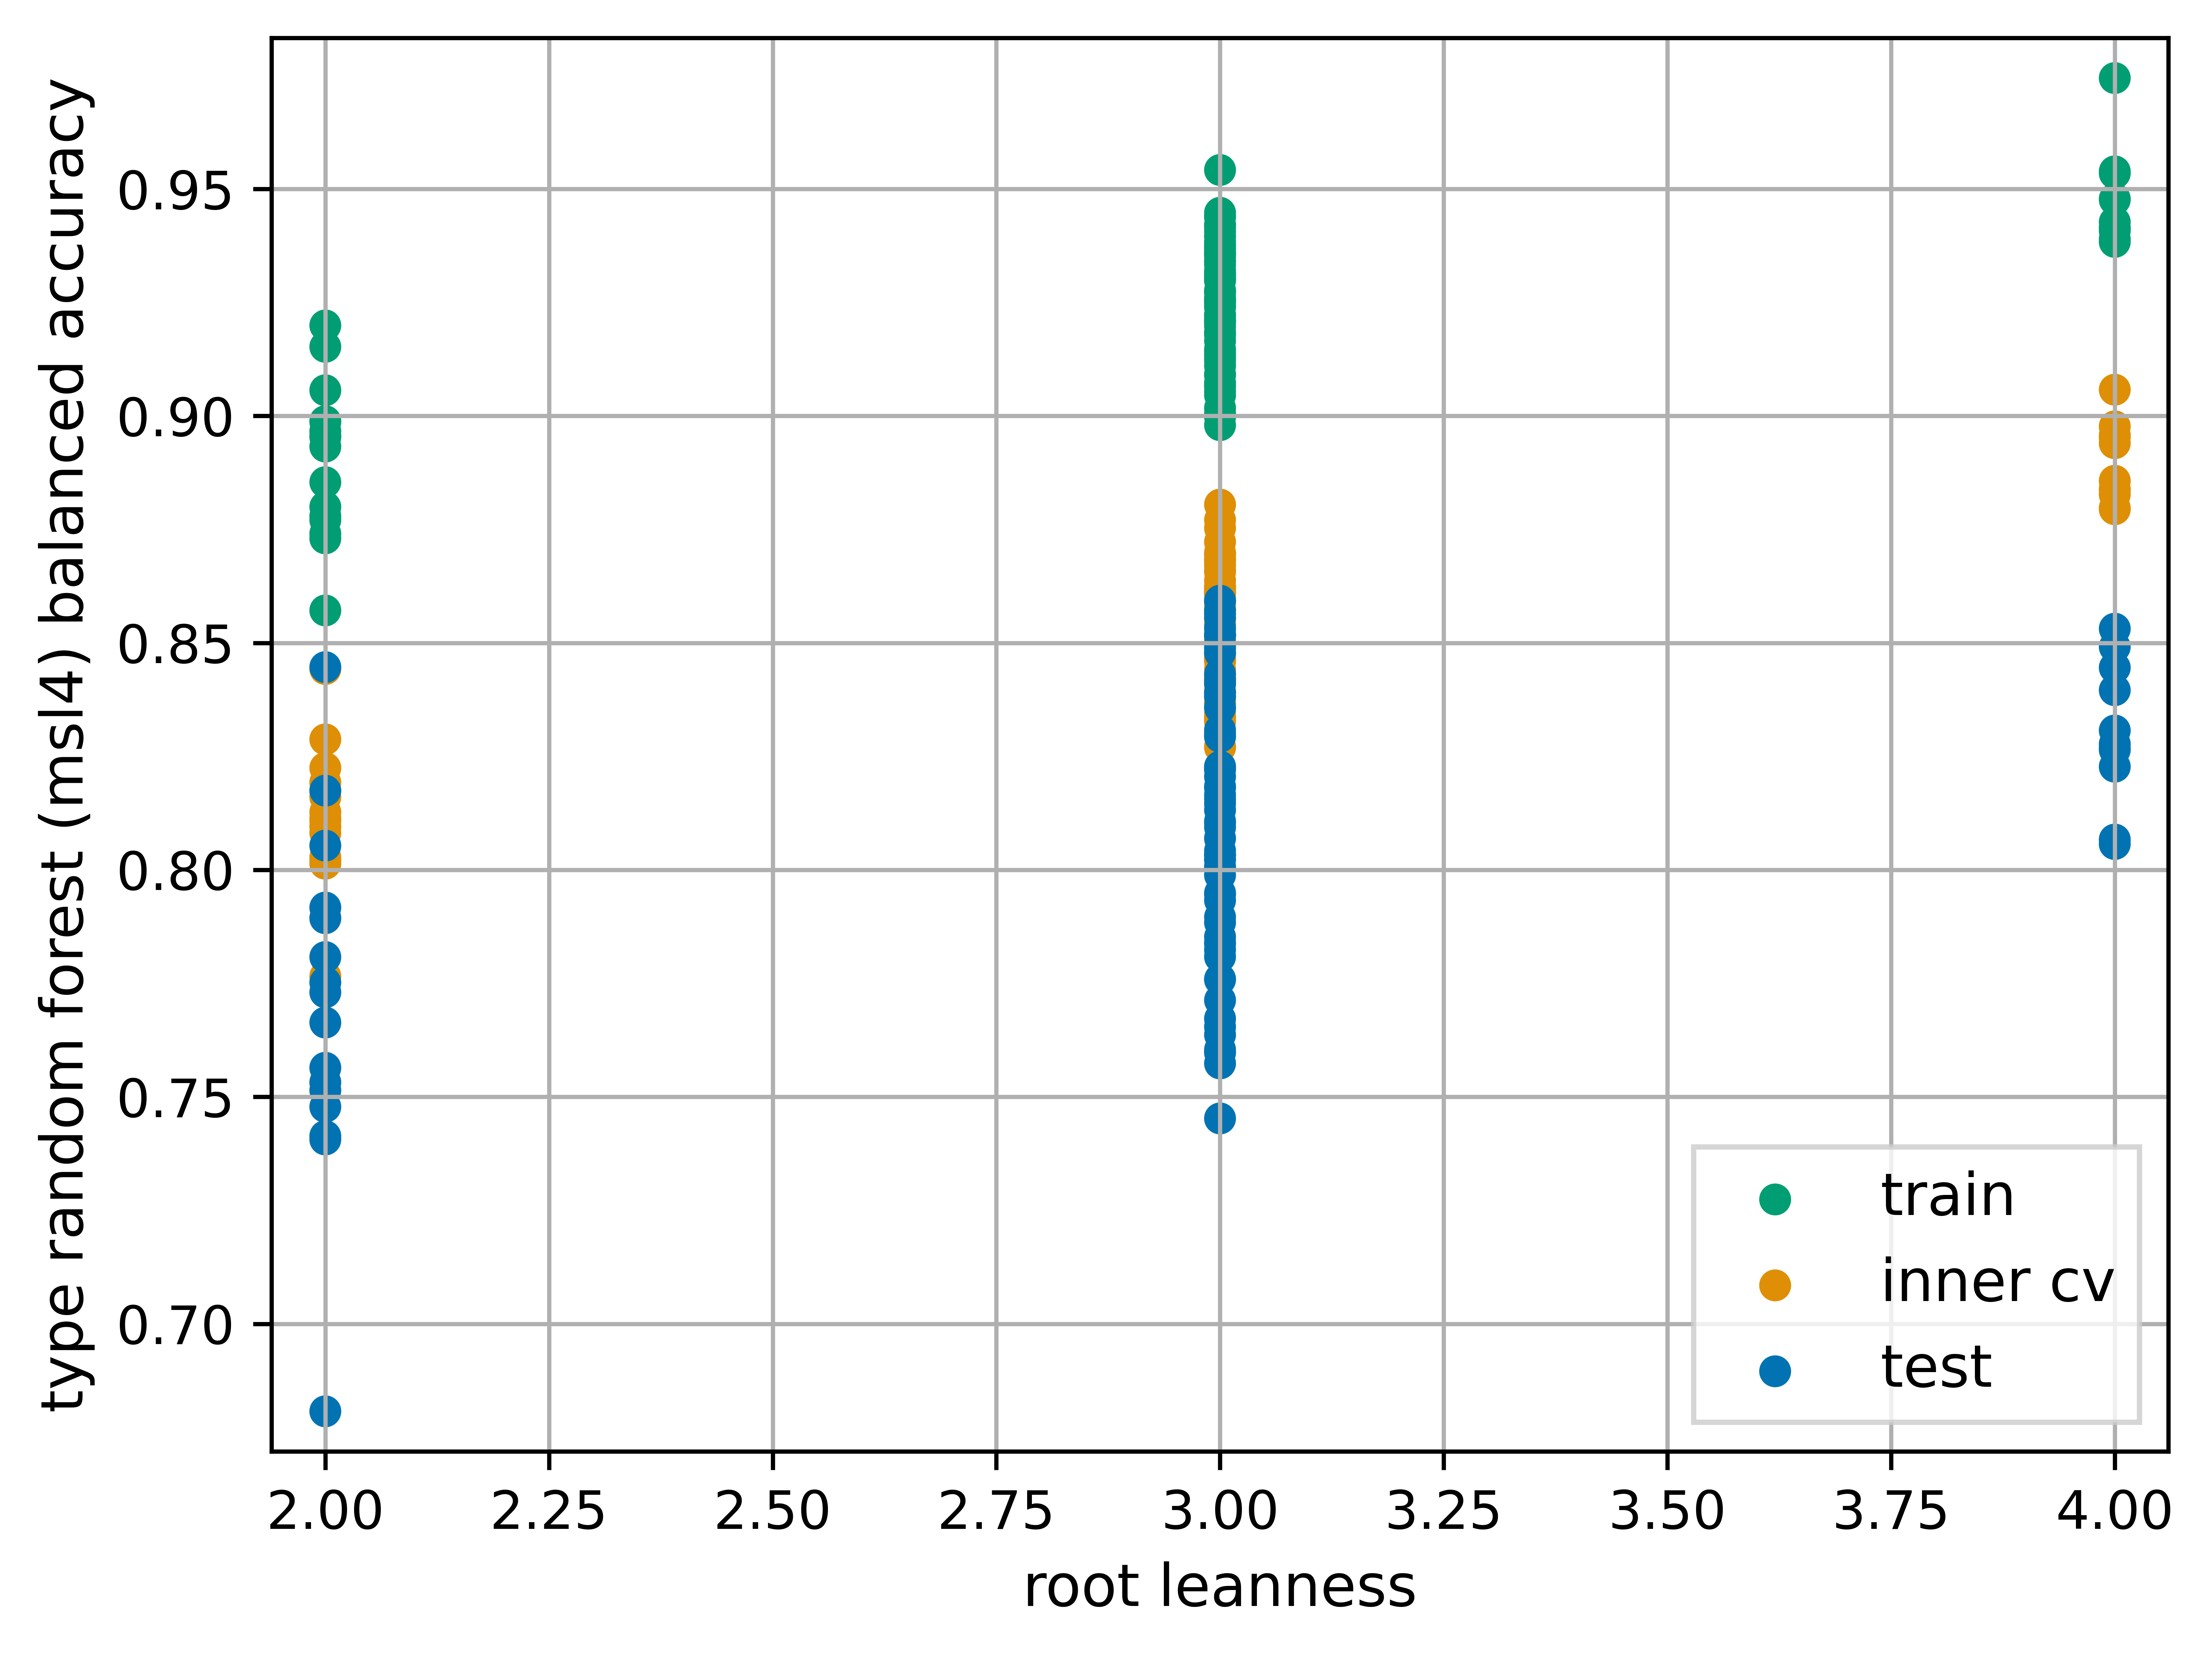 type random forest (msl4) balanced accuracy
0.95
0.90
0.85
0.80
0.75
0.70
train
inner cv
test
2.00 2.25 2.50 2.75 3.00 3.25 3.50 3.75 4.00
root leanness